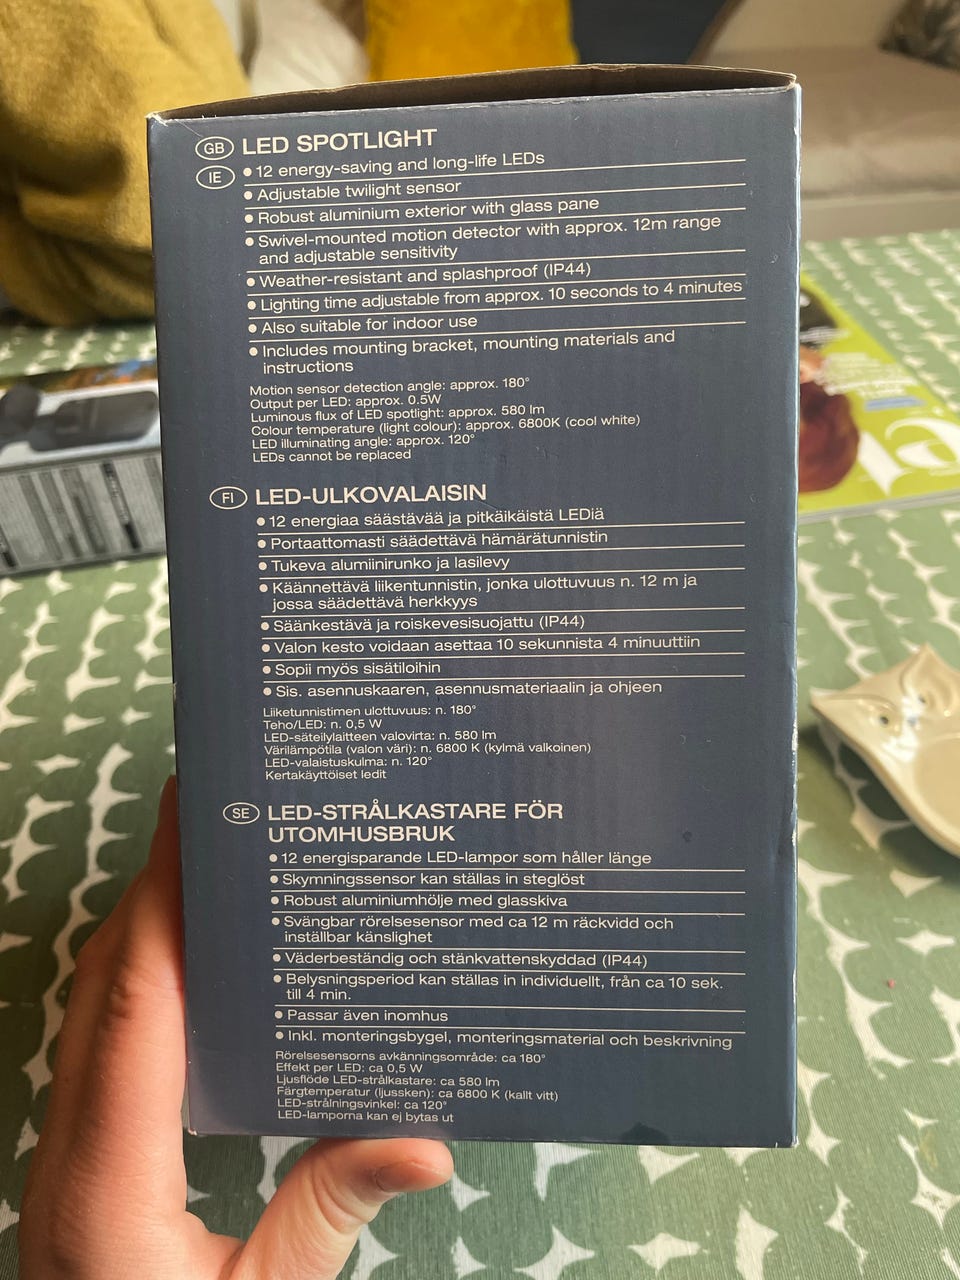 GB LED SPOTLIGHT
IE
● 12 energy-saving and long-life LEDs
● Adjustable twilight sensor
● Robust aluminium exterior with glass pane
● Swivel-mounted motion detector with approx. 12m range
and adjustable sensitivity
● Weather-resistant and splashproof (IP44)
● Lighting time adjustable from approx. 10 seconds to 4 minutes
● Also suitable for indoor use
● Includes mounting bracket, mounting materials and
instructions
Motion sensor detection angle: approx. 180°
Output per LED: approx. 0.5W
Luminous flux of LED spotlight: approx. 580 lm
Colour temperature (light colour): approx. 6800K (cool white)
LED illuminating angle: approx. 120°
LEDs cannot be replaced
FI LED-ULKOVALAISIN
● 12 energiaa säästävää ja pitkäikäistä LEDiä
● Portaattomasti säädettävä hämärätunnistin
● Tukeva alumiinirunko ja lasilevy
● Käännettävä liikentunnistin, jonka ulottuvuus n. 12 m ja
jossa säädettävä herkkyys
● Säänkestävä ja roiskevesisuojattu (IP44)
● Valon kesto voidaan asettaa 10 sekunnista 4 minuuttiin
● Sopii myös sisätiloihin
● Sis. asennuskaaren, asennusmateriaalin ja ohjeen
Liiketunnistimen ulottuvuus: n. 180°
Teho/LED: n. 0,5 W
LED-säteilylaitteen valovirta: n. 580 lm
Värilämpötila (valon väri): n. 6800 K (kylmä valkoinen)
LED-valaistuskulma: n. 120°
Kertakäyttöiset ledit
SE LED-STRÅLKASTARE FÖR
UTOMHUSBRUK
● 12 energisparande LED-lampor som håller länge
● Skymningssensor kan ställas in steglöst
● Robust aluminiumhölje med glasskiva
● Svängbar rörelsesensor med ca 12 m räckvidd och
inställbar känslighet
● Väderbeständig och stänkvattenskyddad (IP44)
● Belysningsperiod kan ställas in individuellt, från ca 10 sek.
till 4 min.
● Passar även inomhus
● Inkl. monteringsbygel, monteringsmaterial och beskrivning
Rörelsesensorns avkänningsområde: ca 180°
Effekt per LED: ca 0,5 W
Ljusflöde LED-strålkastare: ca 580 lm
Färgtemperatur (ljussken): ca 6800 K (kallt vitt)
LED-strålningsvinkel: ca 120°
LED-lamporna kan ej bytas ut